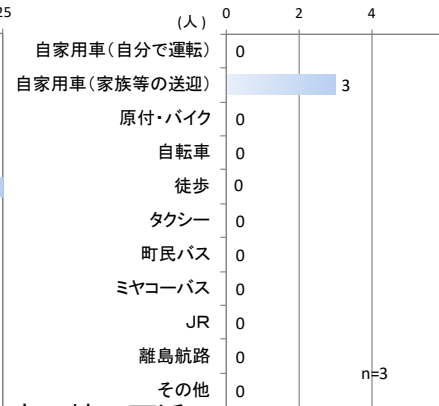 25
(人) 0 2 4
自家用車(自分で運転) 0
自家用車(家族等の送迎) 3
原付・バイク 0
自転車 0
徒歩 0
タクシー 0
町民バス 0
ミヤコーバス 0
JR 0
離島航路 0
n=3
その他 0